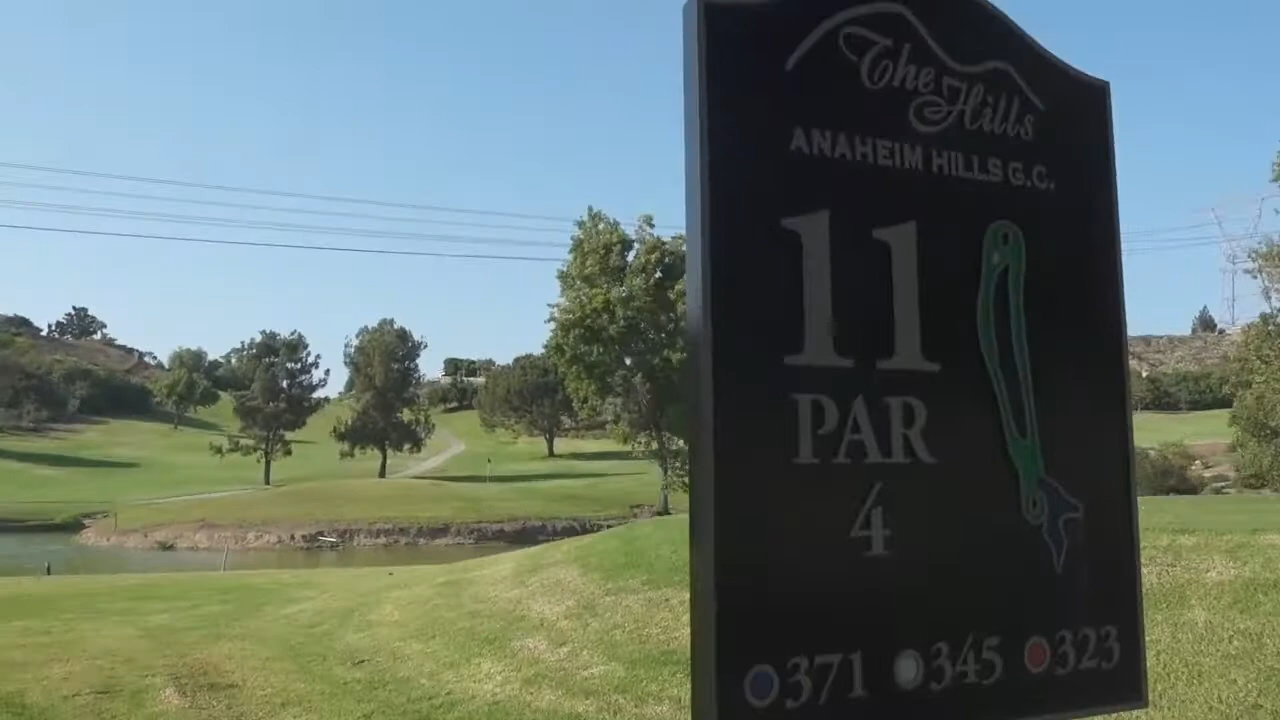 The Hills
ANAHEIM HILLS G.C.
11
PAR
4
371 345 323